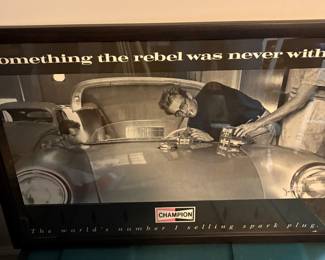 omething the rebel was never with
CHAMPION
The world's number 1 selling spark plug.